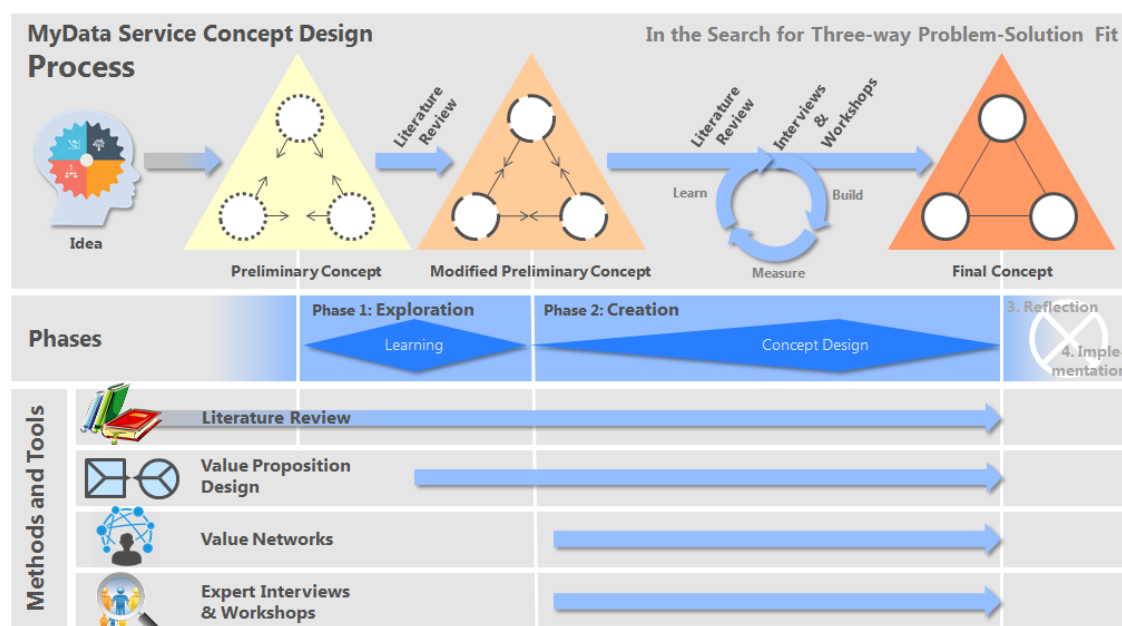 MyData Service Concept Design
Process
In the Search for Three-way Problem-Solution Fit
Literature
Review
Literature
Review
Interviews
&
Workshops
Learn
Build
Measure
Idea
Preliminary Concept
Modified Preliminary Concept
Final Concept
Phases
Phase 1: Exploration
Learning
Phase 2: Creation
Concept Design
3. Reflection
4. Imple-
mentation
Methods and Tools
Literature Review
Value Proposition
Design
Value Networks
Expert Interviews
& Workshops